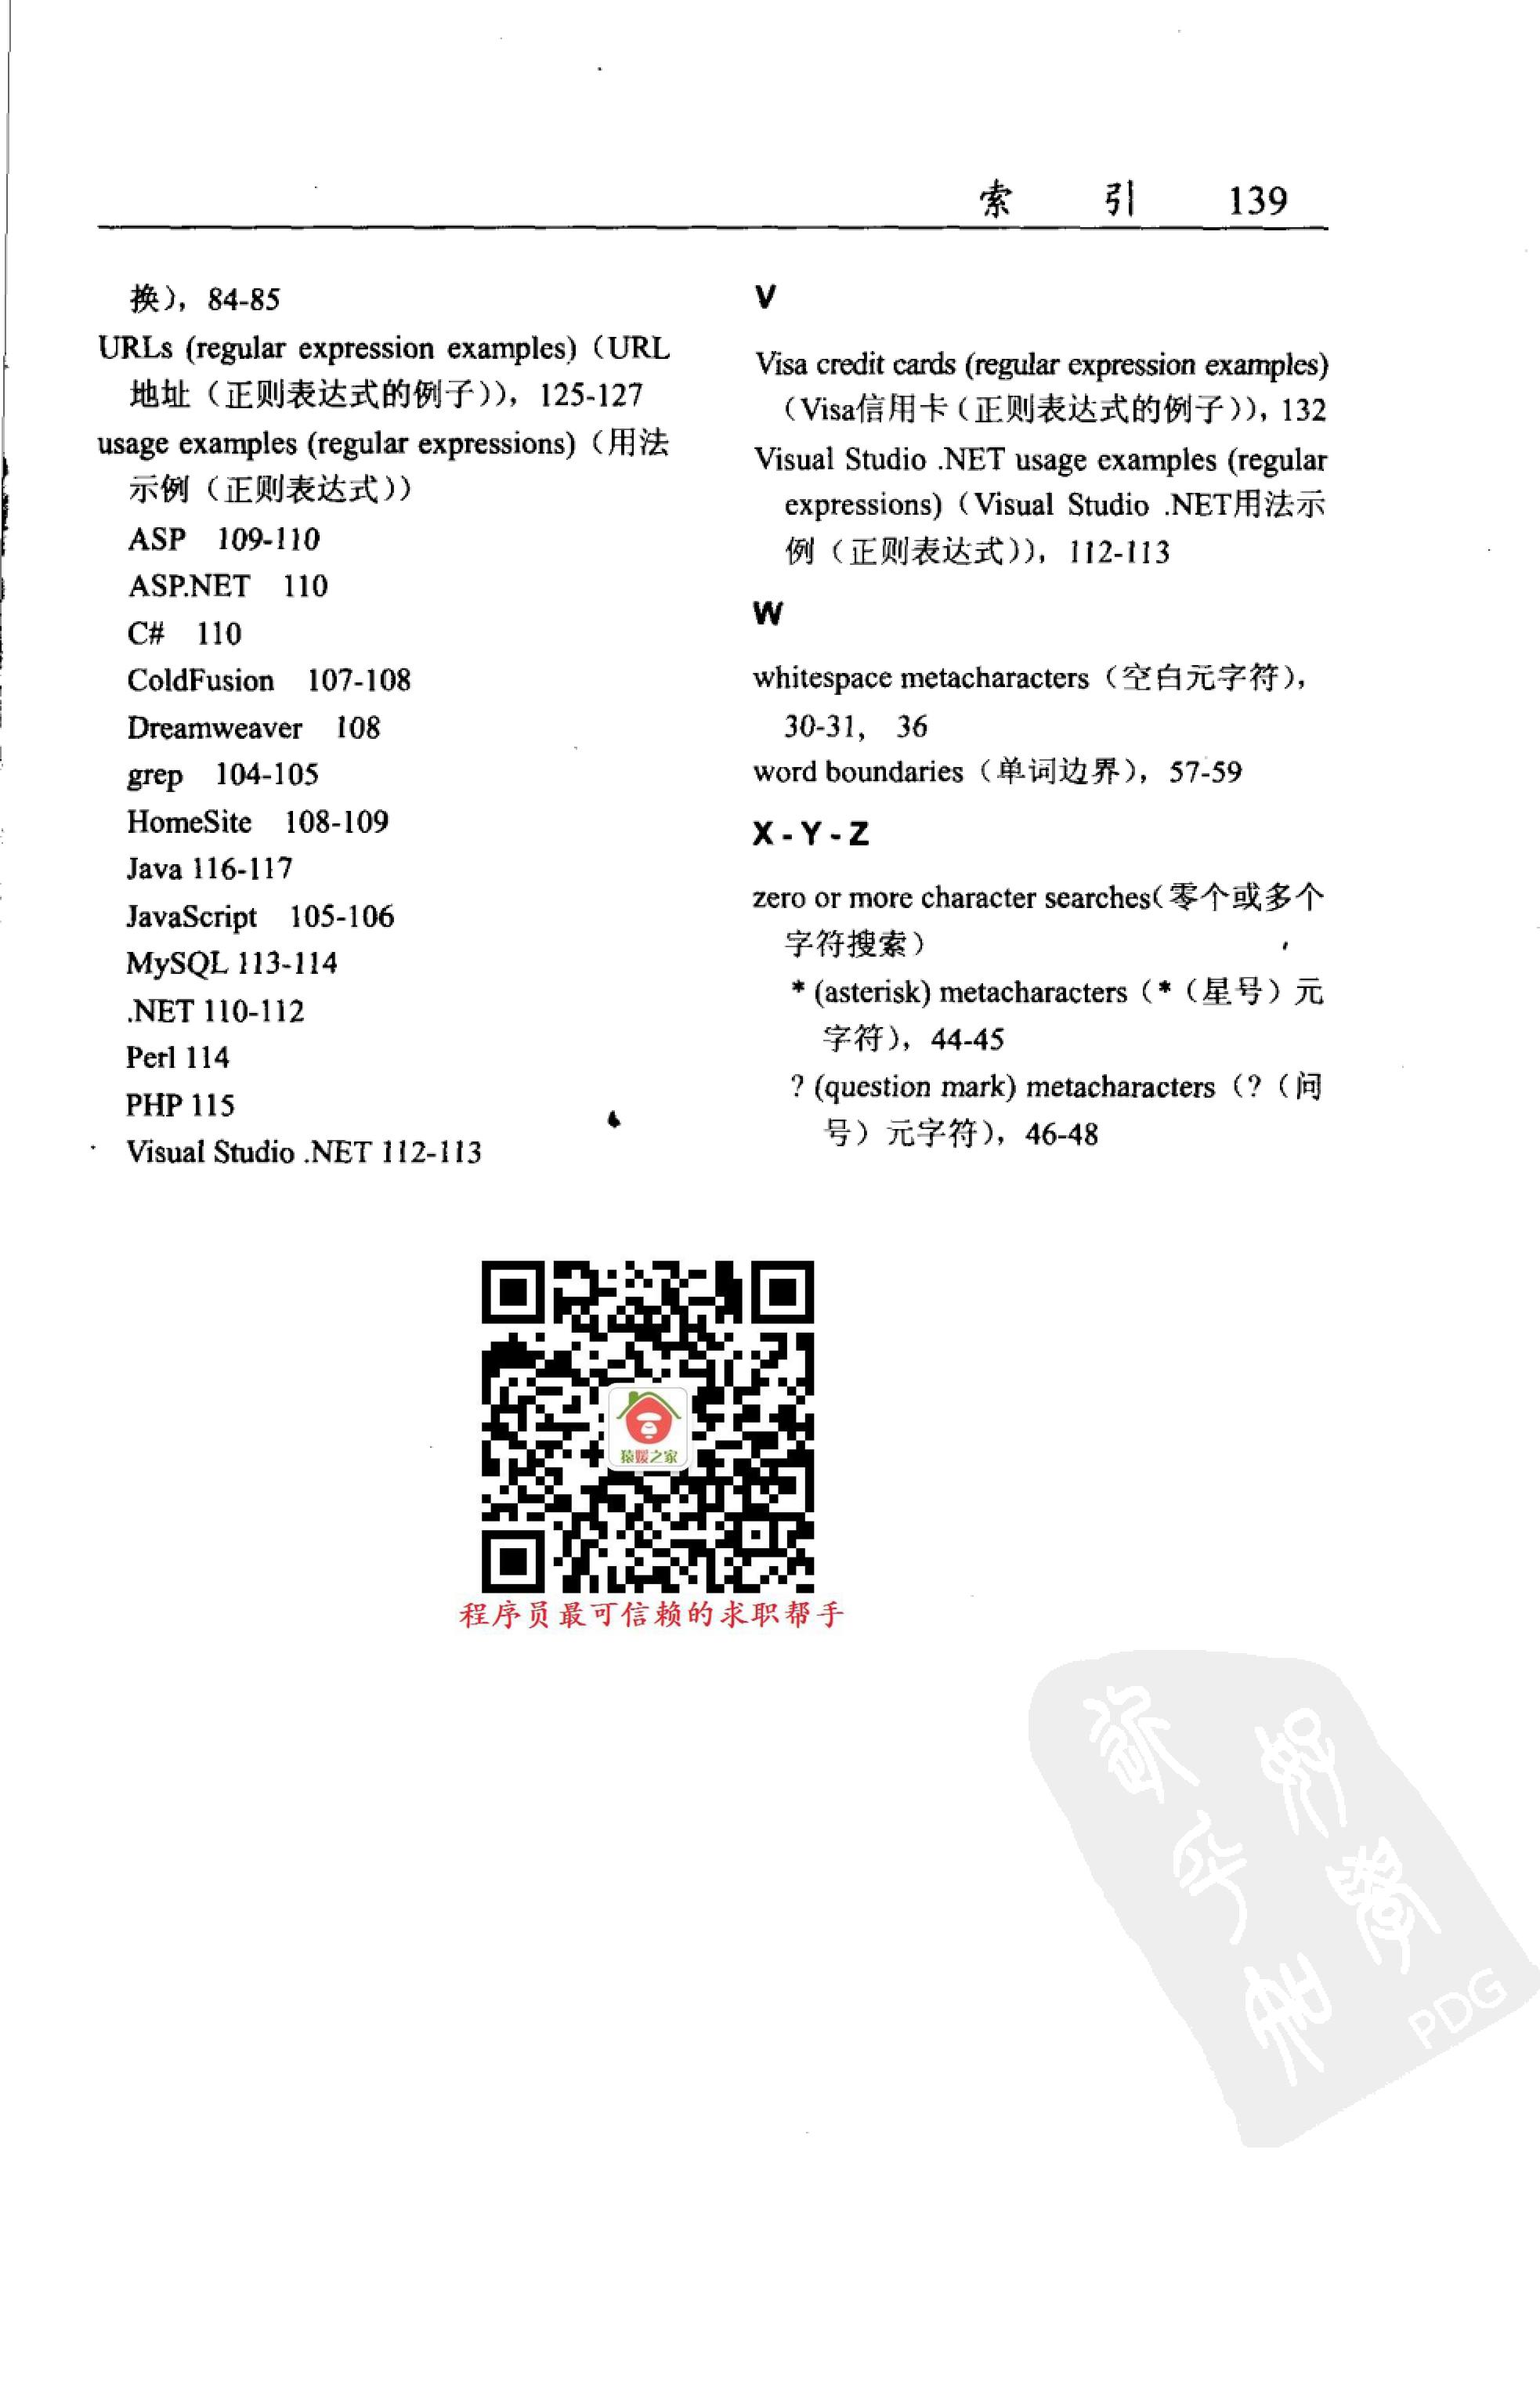 索 引 139
换），84-85
URLs (regular expression examples)（URL
地址（正则表达式的例子）），125-127
usage examples (regular expressions)（用法
示例（正则表达式））
ASP 109-110
ASP.NET 110
C# 110
ColdFusion 107-108
Dreamweaver 108
grep 104-105
HomeSite 108-109
Java 116-117
JavaScript 105-106
MySQL 113-114
.NET 110-112
Perl 114
PHP 115
Visual Studio .NET 112-113
V
Visa credit cards (regular expression examples)
（Visa信用卡（正则表达式的例子）），132
Visual Studio .NET usage examples (regular
expressions)（Visual Studio .NET用法示
例（正则表达式）），112-113
W
whitespace metacharacters（空白元字符），
30-31， 36
word boundaries（单词边界），57-59
X - Y - Z
zero or more character searches(零个或多个
字符搜索）
* (asterisk) metacharacters（*（星号）元
字符），44-45
? (question mark) metacharacters（?（问
号）元字符），46-48
猿媛之家
程序员最可信赖的求职帮手
PDG